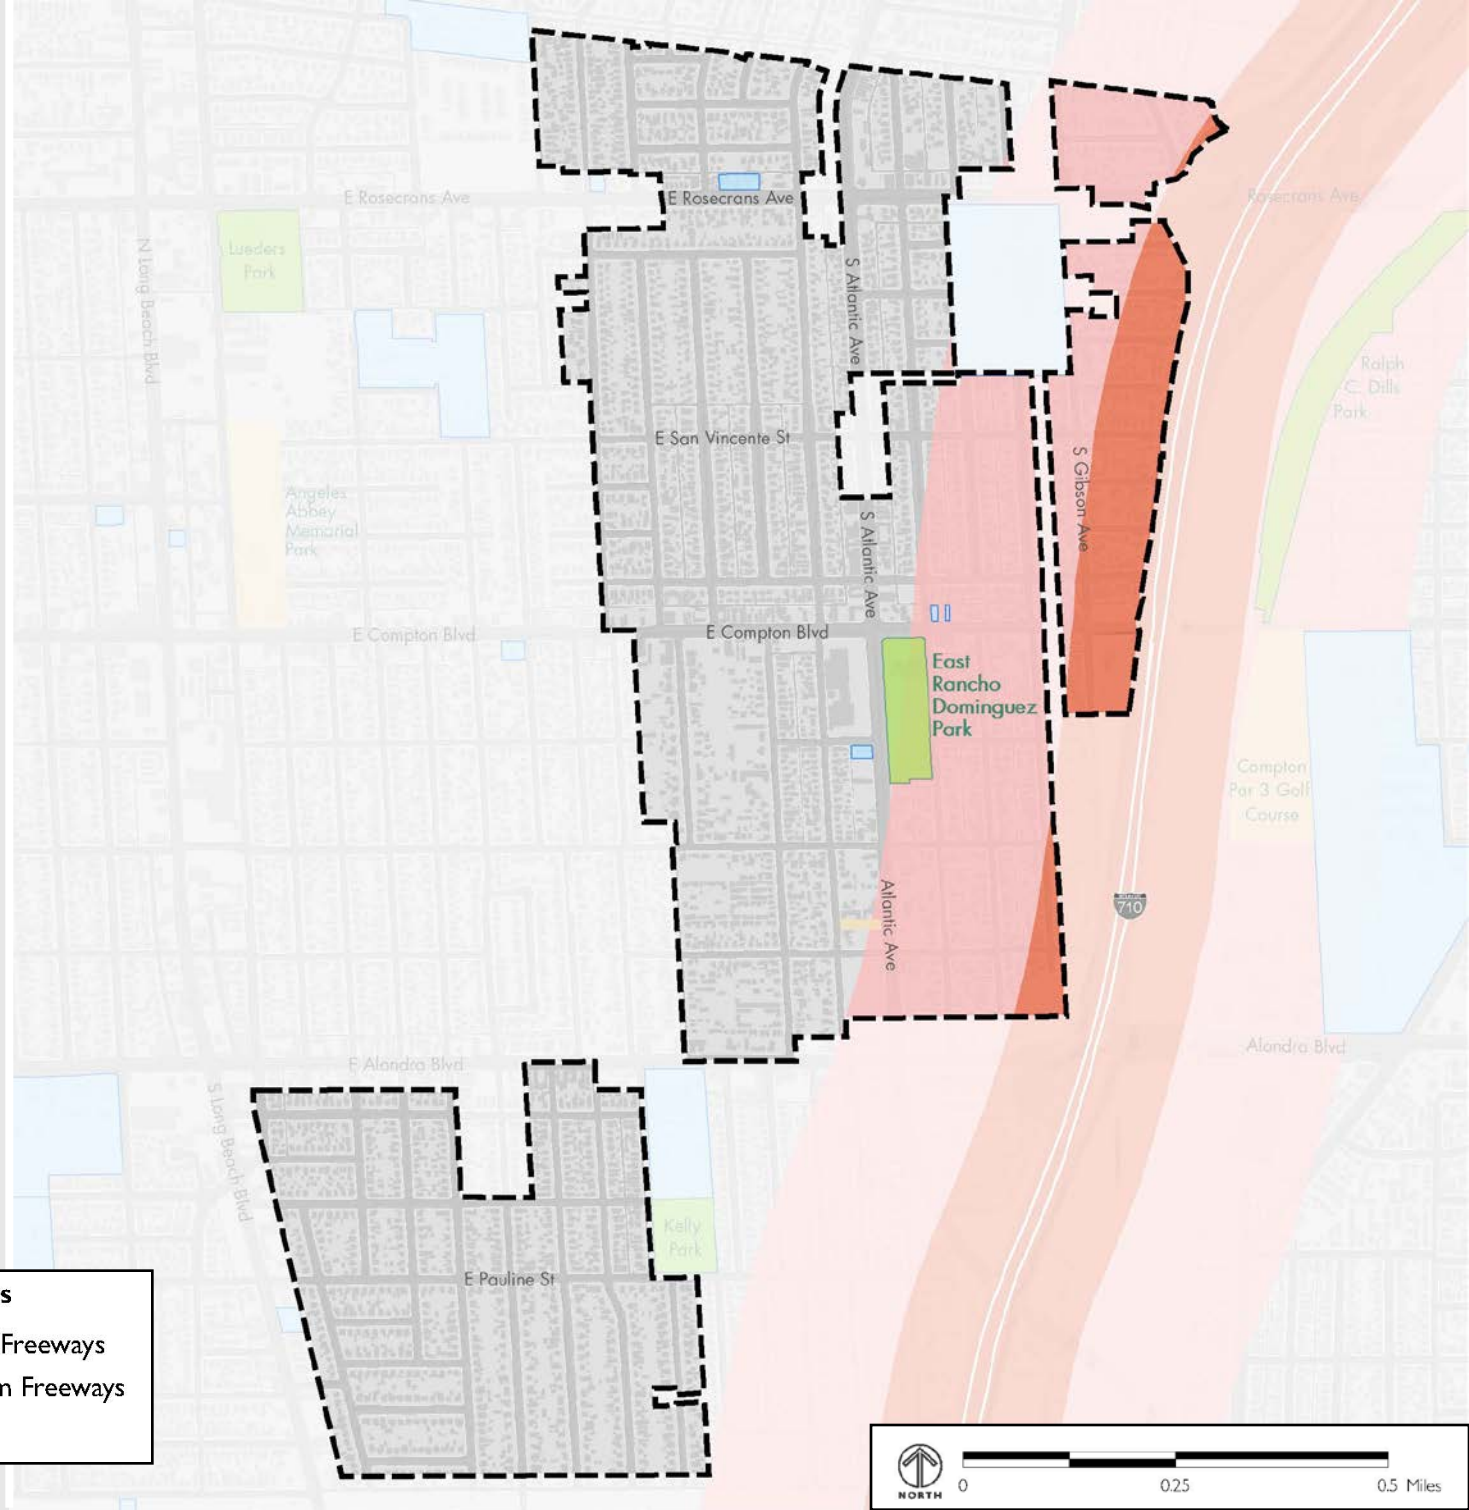 E Rosecrans Ave
E Rosecrans Ave
Rosecrans Ave
Lueders
Park
N Long Beach Blvd
S Atlantic Ave
Ralph
C. Dills
Park
E San Vincente St
S Gibson Ave
Angeles
Abbey
Memorial
Park
S Atlantic Ave
E Compton Blvd
E Compton Blvd
East
Rancho
Dominguez
Park
Compton
Par 3 Golf
Course
Atlantic Ave
710
E Alondra Blvd
Alondra Blvd
S Long Beach Blvd
Kelly
Park
E Pauline St
s
Freeways
m Freeways
NORTH
0
0.25
0.5 Miles